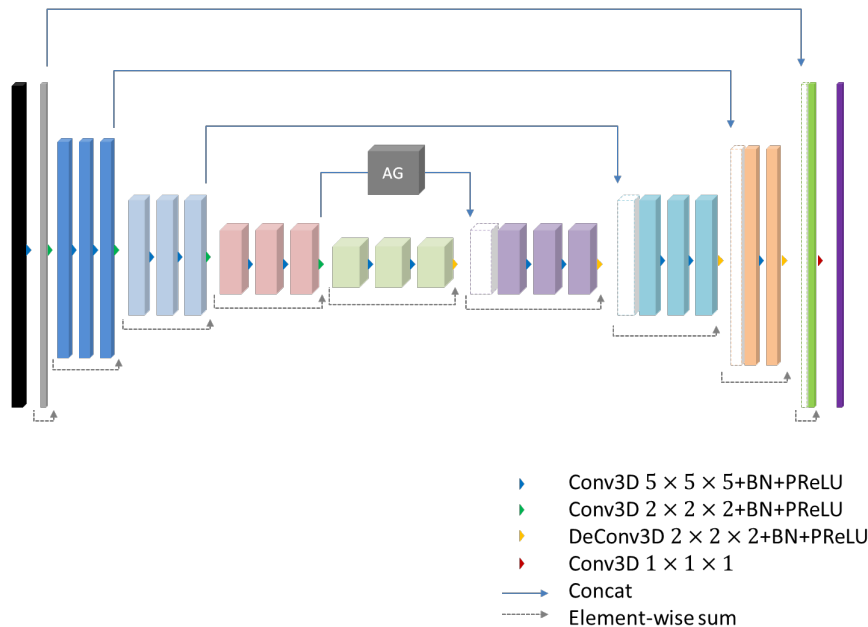 AG
Conv3D 5 × 5 × 5+BN+PReLU
Conv3D 2 × 2 × 2+BN+PReLU
DeConv3D 2 × 2 × 2+BN+PReLU
Conv3D 1 × 1 × 1
Concat
Element-wise sum